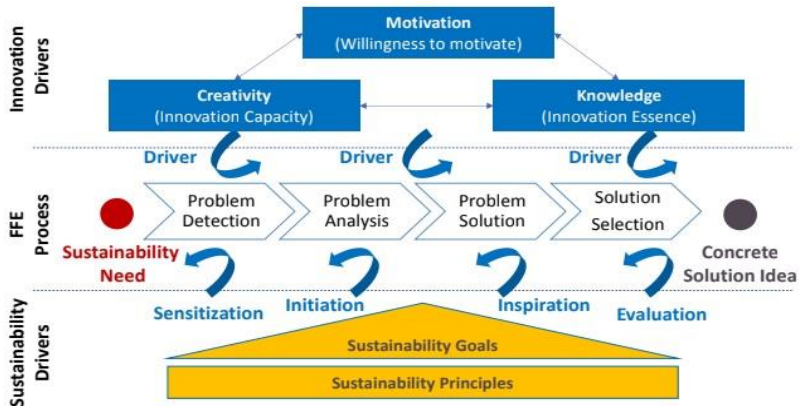 Innovation
Drivers
Motivation
(Willingness to motivate)
Creativity
(Innovation Capacity)
Knowledge
(Innovation Essence)
Driver
Driver
Driver
FFE
Process
Problem
Detection
Problem
Analysis
Problem
Solution
Solution
Selection
Sustainability
Need
Concrete
Solution Idea
Sensitization
Initiation
Inspiration
Evaluation
Sustainability
Drivers
Sustainability Goals
Sustainability Principles